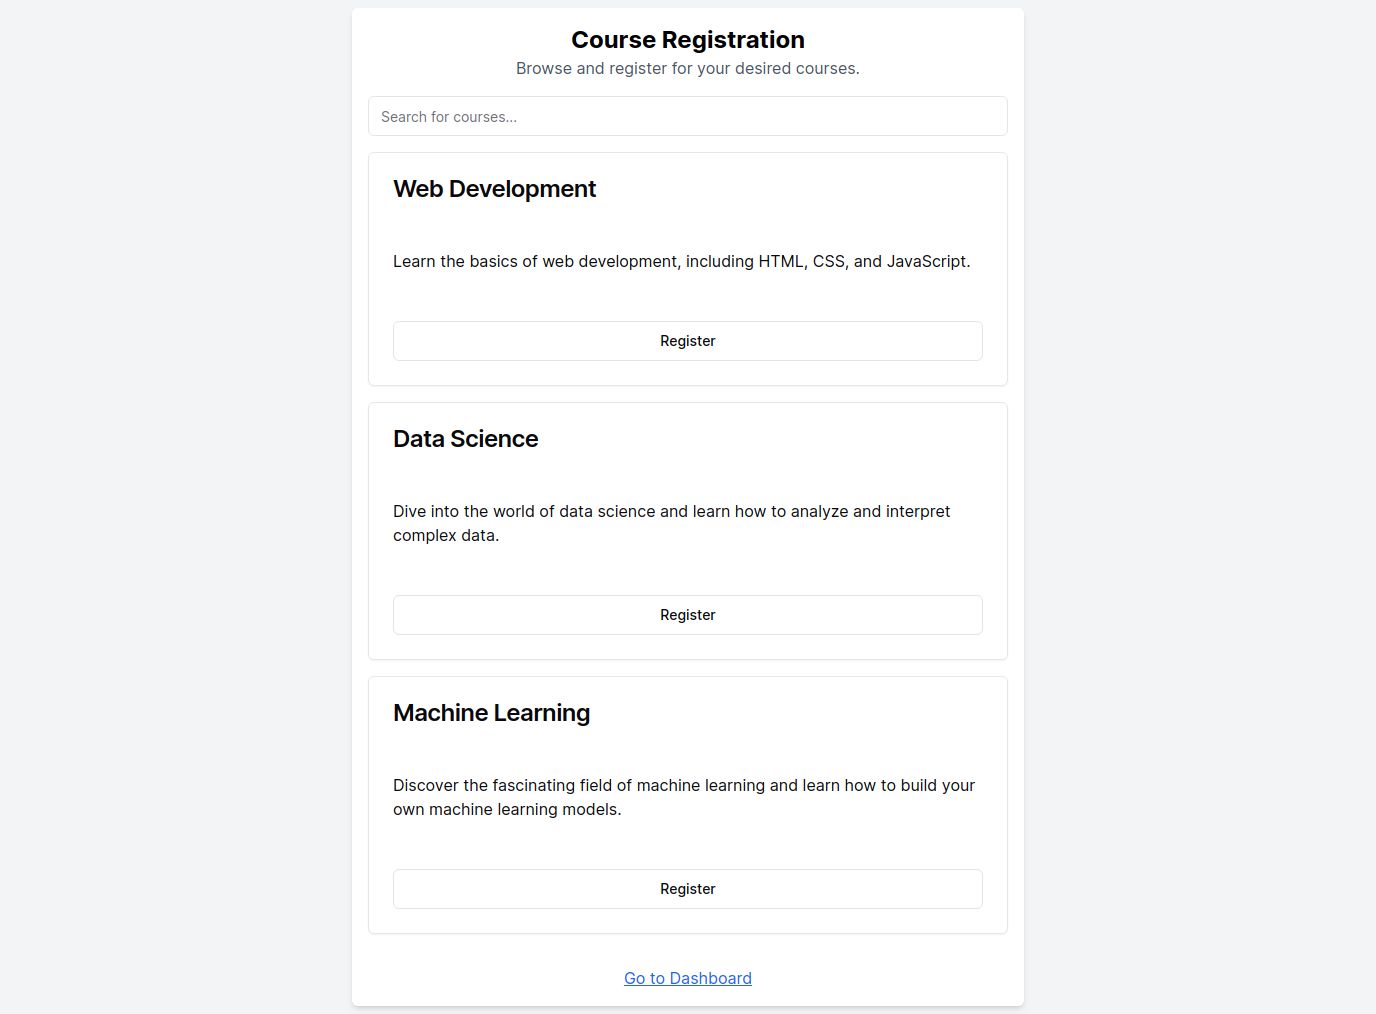 Course Registration
Browse and register for your desired courses.
Search for courses...
Web Development
Learn the basics of web development, including HTML, CSS, and JavaScript.
Register
Data Science
Dive into the world of data science and learn how to analyze and interpret
complex data.
Register
Machine Learning
Discover the fascinating field of machine learning and learn how to build your
own machine learning models.
Register
Go to Dashboard